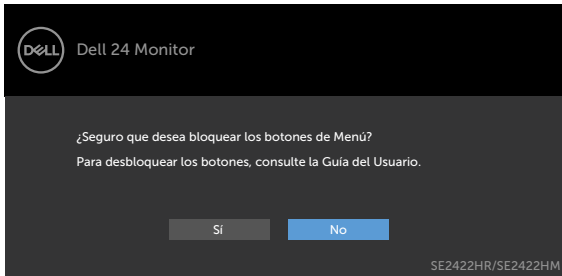 DELL
Dell 24 Monitor
¿Seguro que desea bloquear los botones de Menú?
Para desbloquear los botones, consulte la Guía del Usuario.
Sí
No
SE2422HR/SE2422HM